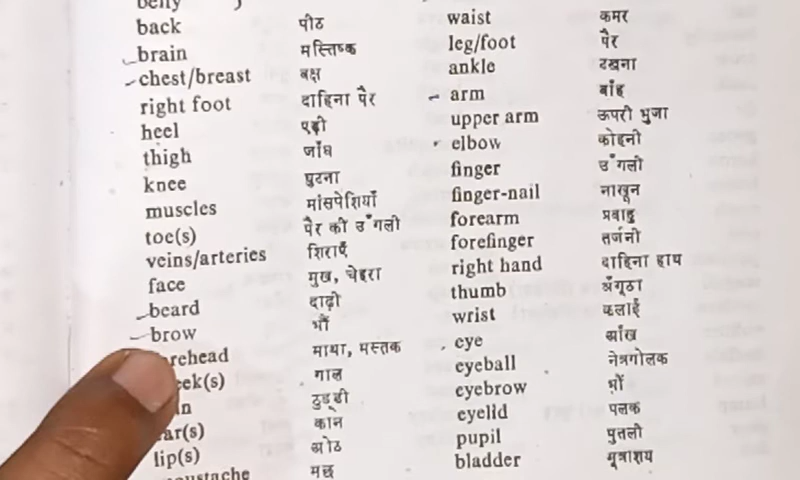 back पीठ
brain मस्तिष्क
chest/breast वक्ष
right foot दाहिना पैर
heel एड़ी
thigh जाँघ
knee घुटना
muscles मांसपेशियाँ
toe(s) पैर की उँगली
veins/arteries शिराएँ
face मुख, चेहरा
beard दाढ़ी
brow भौं
माथा, मस्तक
गाल
ठुड्ढी
कान
lip(s) ओठ
waist कमर
leg/foot पैर
ankle टखना
arm बाँह
upper arm ऊपरी भुजा
elbow कोहनी
finger उँगली
finger-nail नाखून
forearm प्रबाहु
forefinger तर्जनी
right hand दाहिना हाथ
thumb अँगूठा
wrist कलाई
eye आँख
eyeball नेत्रगोलक
eyebrow भौं
eyelid पलक
pupil पुतली
bladder मूत्राशय